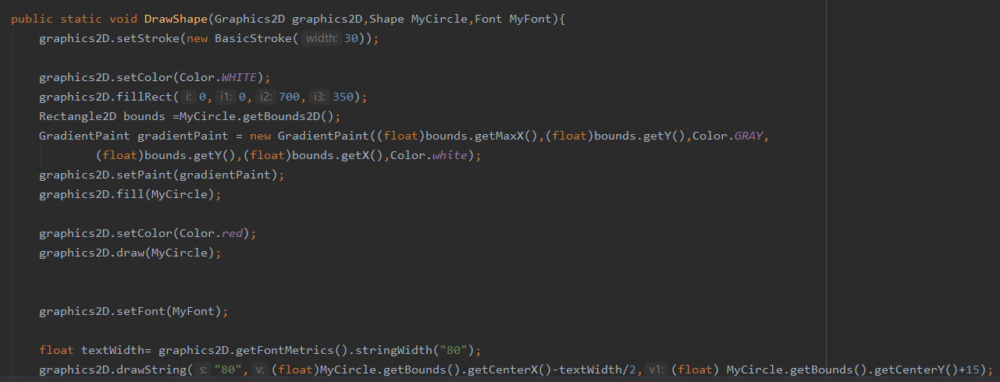 public static void DrawShape(Graphics2D graphics2D,Shape MyCircle,Font MyFont){
graphics2D.setStroke(new BasicStroke( width: 30));
graphics2D.setColor(Color.WHITE);
graphics2D.fillRect( i: 0, i1: 0, i2: 700, i3: 350);
Rectangle2D bounds =MyCircle.getBounds2D();
GradientPaint gradientPaint = new GradientPaint((float)bounds.getMaxX(),(float)bounds.getY(),Color.GRAY,
(float)bounds.getY(),(float)bounds.getX(),Color.white);
graphics2D.setPaint(gradientPaint);
graphics2D.fill(MyCircle);
graphics2D.setColor(Color.red);
graphics2D.draw(MyCircle);
graphics2D.setFont(MyFont);
float textWidth= graphics2D.getFontMetrics().stringWidth("80");
graphics2D.drawString( s: "80", v: (float)MyCircle.getBounds().getCenterX()-textWidth/2, v1: (float) MyCircle.getBounds().getCenterY()+15);